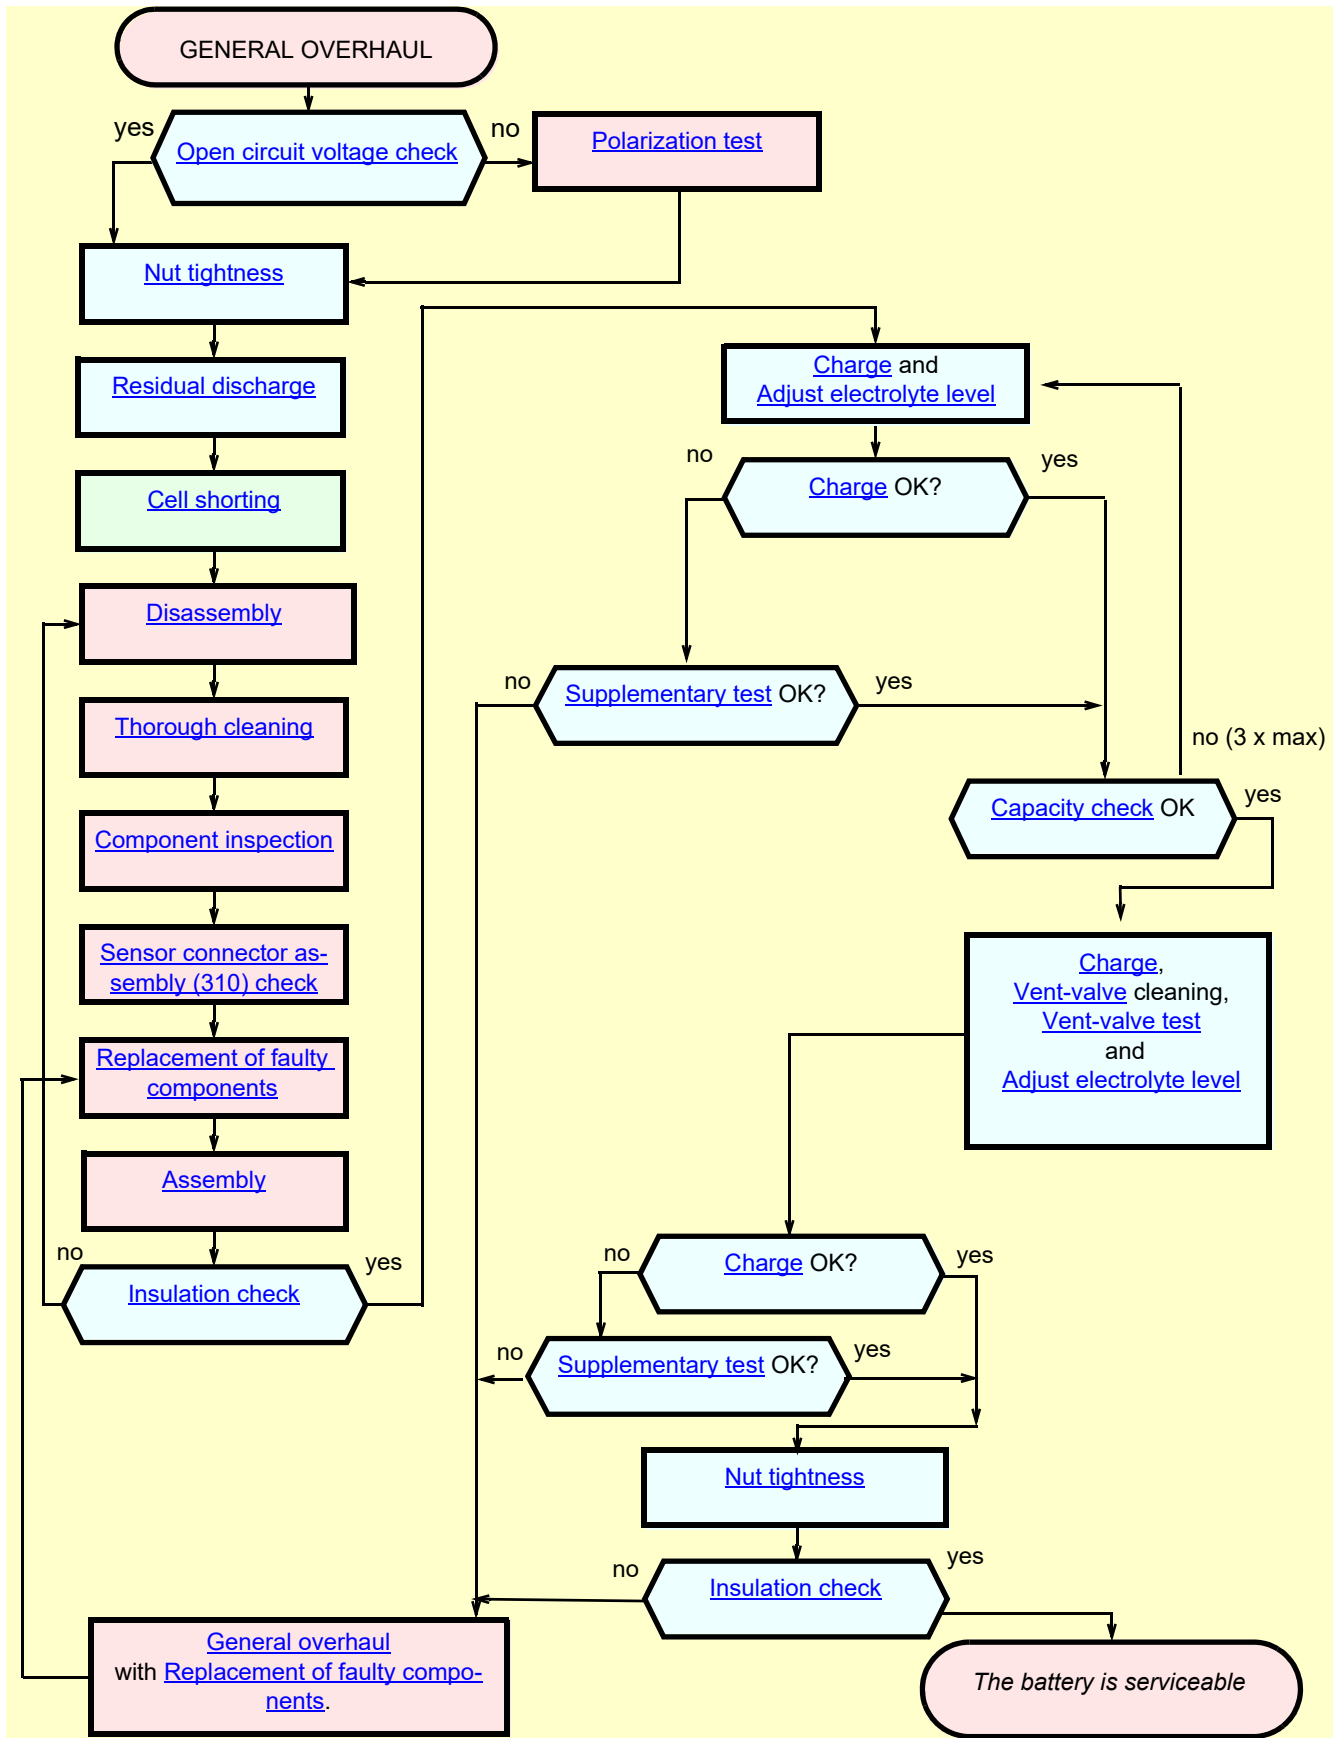 GENERAL OVERHAUL
yes
no
Open circuit voltage check
Polarization test
Nut tightness
Residual discharge
Cell shorting
Disassembly
Thorough cleaning
Component inspection
Sensor connector as-
sembly (310) check
Replacement of faulty
components
Assembly
no
yes
Insulation check
Charge and
Adjust electrolyte level
no
yes
Charge OK?
no
Supplementary test OK?
yes
no (3 x max)
Capacity check OK
yes
Charge,
Vent-valve cleaning,
Vent-valve test
and
Adjust electrolyte level
no
Charge OK?
yes
no
Supplementary test OK?
yes
Nut tightness
no
Insulation check
yes
General overhaul
with Replacement of faulty compo-
nents.
The battery is serviceable